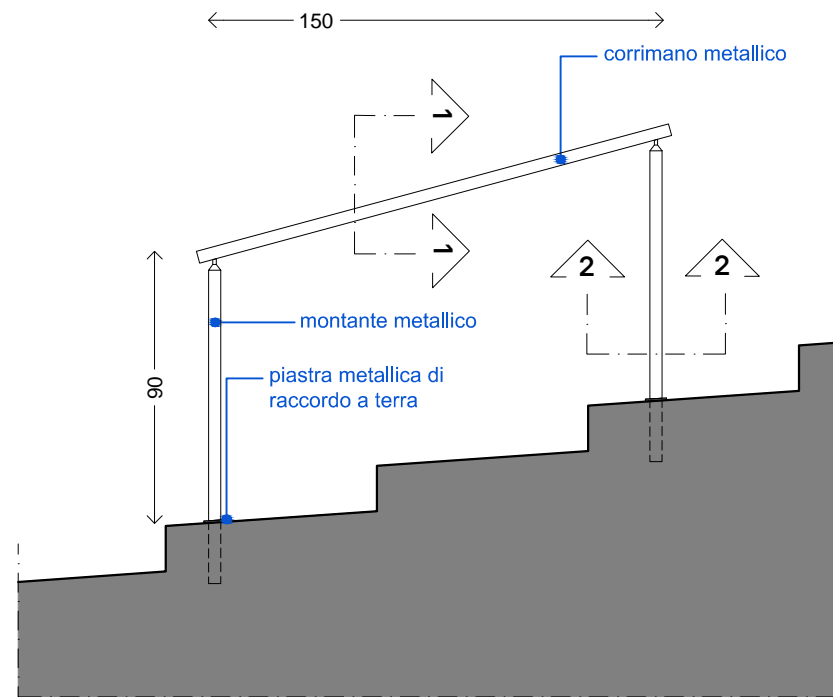 150
corrimano metallico
1
1
2
2
montante metallico
piastra metallica di
raccordo a terra
90